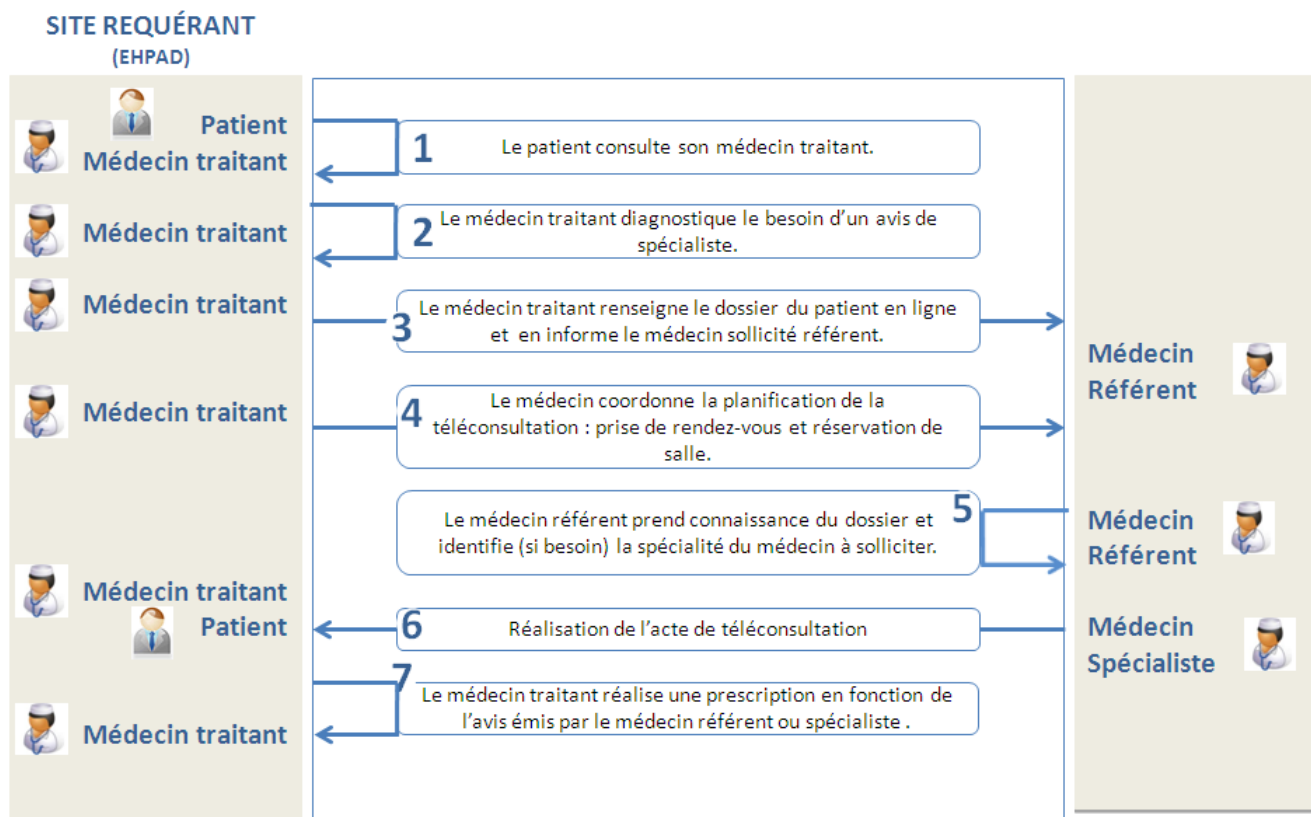 SITE REQUÉRANT
(EHPAD)
Patient
Médecin traitant
1
Le patient consulte son médecin traitant.
Médecin traitant
2
Le médecin traitant diagnostique le besoin d’un avis de
spécialiste.
Médecin traitant
3
Le médecin traitant renseigne le dossier du patient en ligne
et en informe le médecin sollicité référent.
Médecin
Référent
Médecin traitant
4
Le médecin coordonne la planification de la
téléconsultation : prise de rendez-vous et réservation de
salle.
5
Le médecin référent prend connaissance du dossier et
identifie (si besoin) la spécialité du médecin à solliciter.
Médecin
Référent
Médecin traitant
Patient
6
Réalisation de l’acte de téléconsultation
Médecin
Spécialiste
7
Le médecin traitant réalise une prescription en fonction de
l’avis émis par le médecin référent ou spécialiste .
Médecin traitant